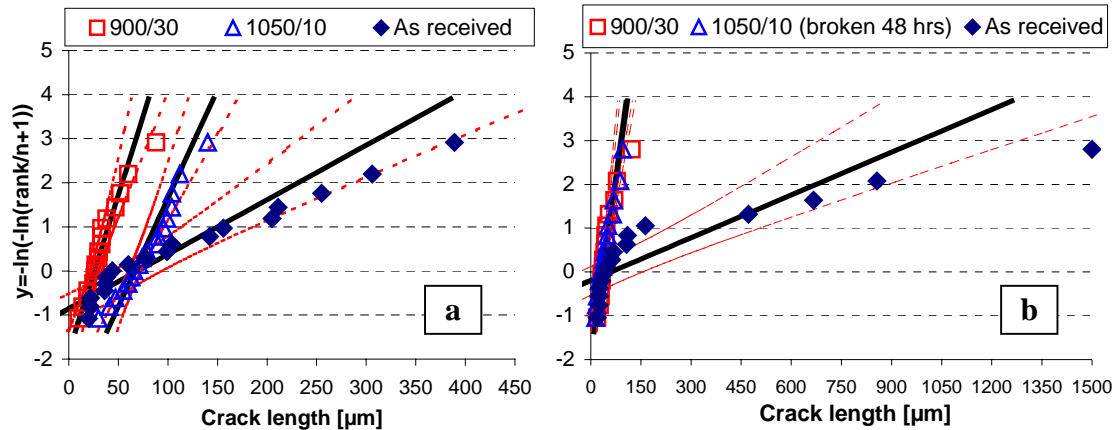 900/30 1050/10 As received
y=-ln(-ln(rank/n+1))
5
4
3
2
1
0
-1
-2
0 50 100 150 200 250 300 350 400 450
Crack length [µm]
a
900/30 1050/10 (broken 48 hrs) As received
5
4
3
2
1
0
-1
-2
0 150 300 450 600 750 900 1050 1200 1350 1500
Crack length [µm]
b